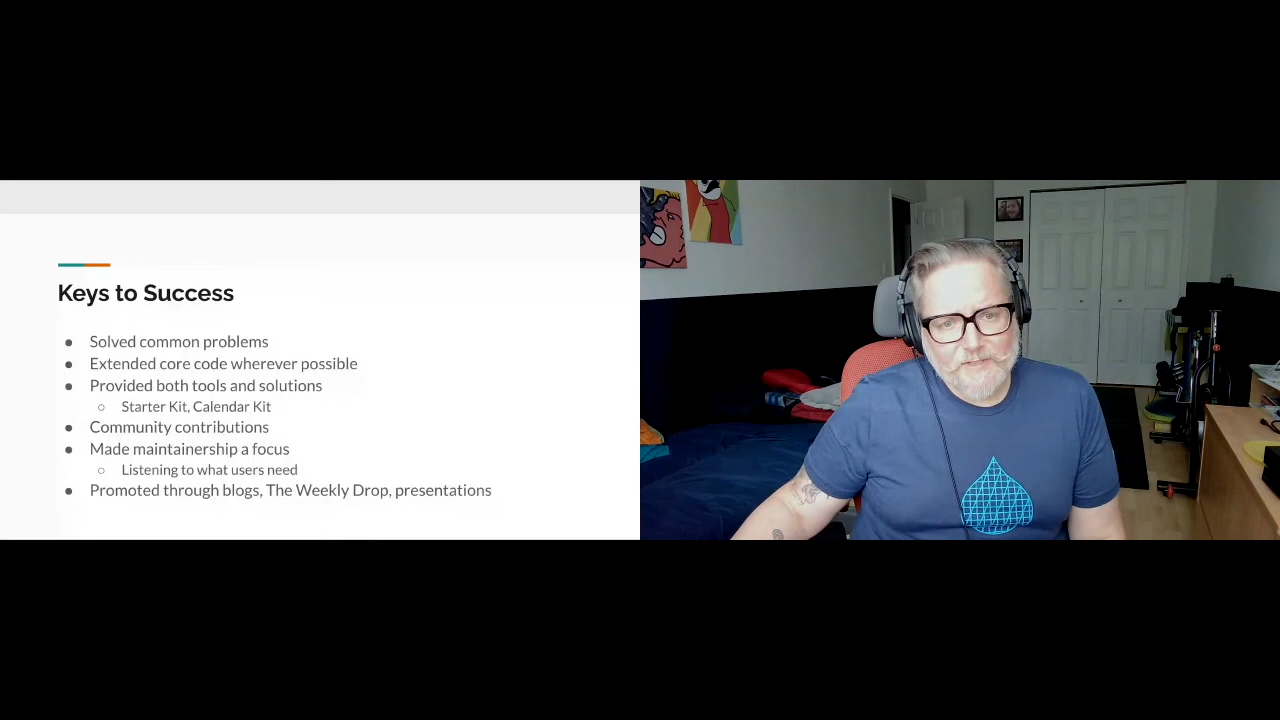 Keys to Success
● Solved common problems
● Extended core code wherever possible
● Provided both tools and solutions
○ Starter Kit, Calendar Kit
● Community contributions
● Made maintainership a focus
○ Listening to what users need
● Promoted through blogs, The Weekly Drop, presentations